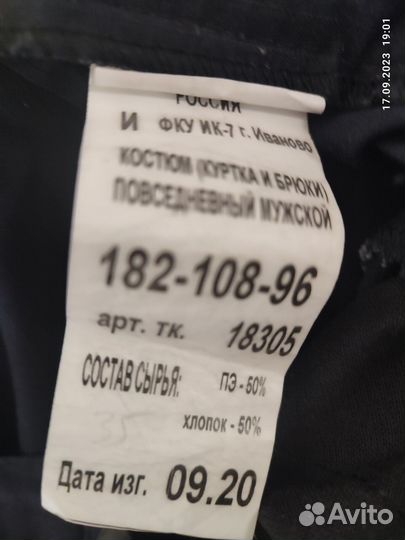 17.09.2023 19:01
РОССИЯ
И ФКУ ИК-7 г. Иваново
КОСТЮМ (КУРТКА И БРЮКИ)
ПОВСЕДНЕВНЫЙ МУЖСКОЙ
182-108-96
арт. тк. 18305
СОСТАВ СЫРЬЯ: ПЭ - 50%
хлопок - 50%
35
Дата изг. 09.20
Avito